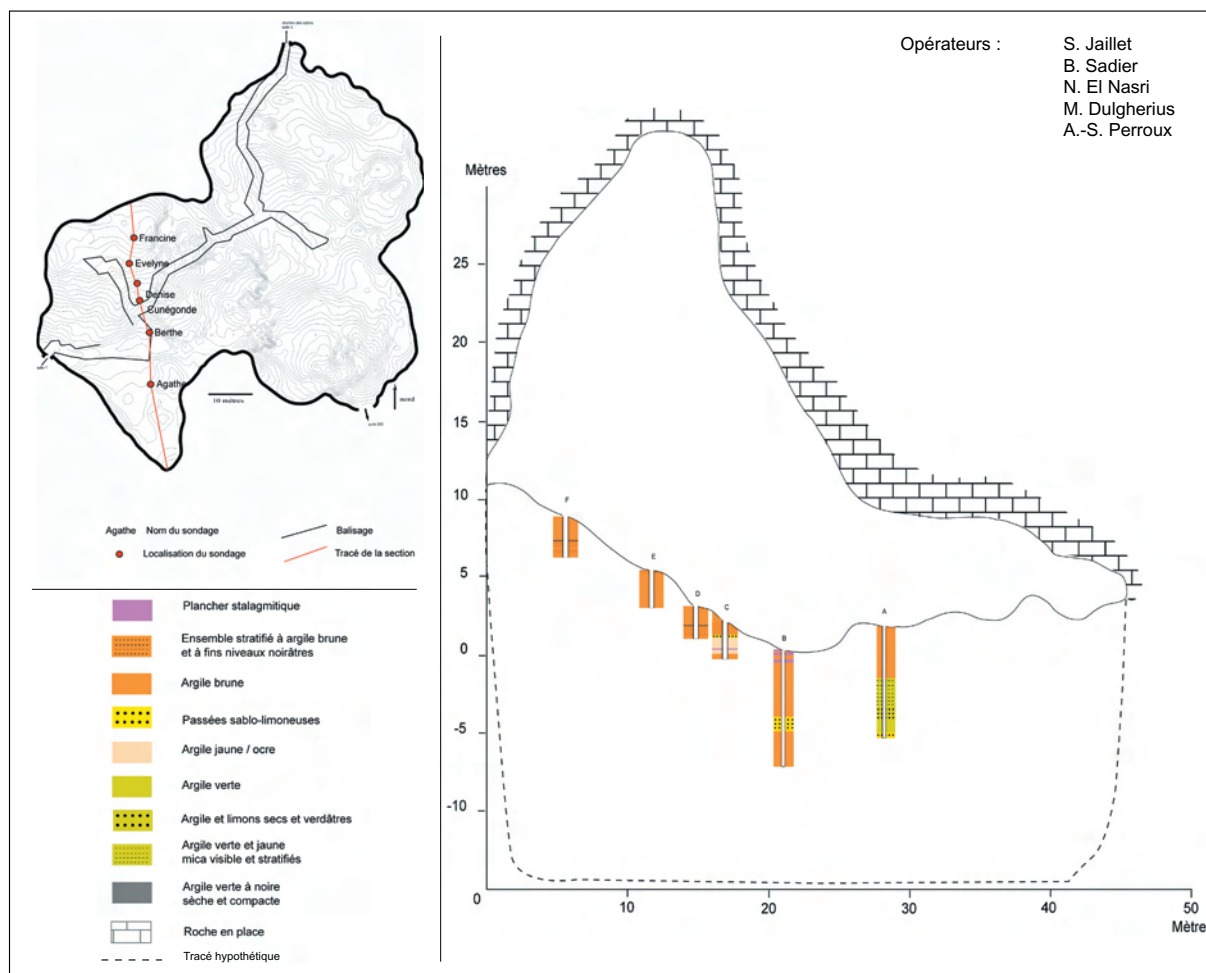 Opérateurs :
S. Jaillet
B. Sadier
N. El Nasri
M. Dulgherius
A.-S. Perroux
Francine
Evelyne
Denise
Cunégonde
Berthe
Agathe
10 mètres
nord
Agathe Nom du sondage
Balisage
Localisation du sondage
Tracé de la section
Plancher stalagmitique
Ensemble stratifié à argile brune
et à fins niveaux noirâtres
Argile brune
Passées sablo-limoneuses
Argile jaune / ocre
Argile verte
Argile et limons secs et verdâtres
Argile verte et jaune
mica visible et stratifiés
Argile verte à noire
sèche et compacte
Roche en place
Tracé hypothétique
Mètres
25
20
15
10
5
0
-5
-10
F
E
D
C
B
A
0
10
20
30
40
50
Mètre